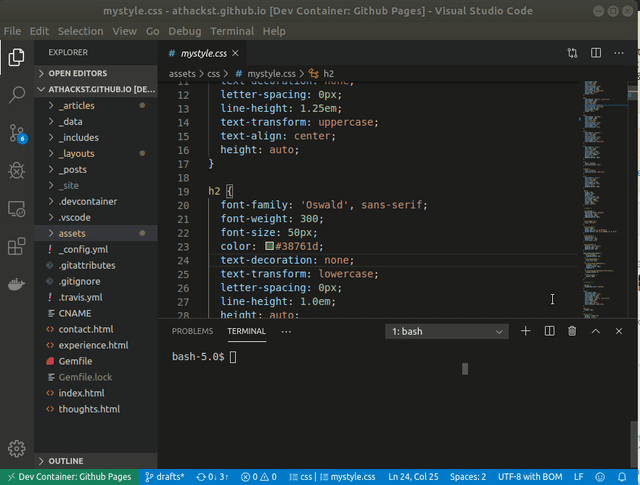 mystyle.css - athackst.github.io [Dev Container: Github Pages] - Visual Studio Code
File Edit Selection View Go Debug Terminal Help
EXPLORER
OPEN EDITORS
ATHACKST.GITHUB.IO [DE...
_articles
_data
_includes
_layouts
_posts
_site
.devcontainer
.vscode
assets
_config.yml
.gitattributes
.gitignore
.travis.yml
CNAME
contact.html
experience.html
Gemfile
Gemfile.lock
index.html
thoughts.html
OUTLINE
6
mystyle.css
assets > css > mystyle.css > h2
11 text-decoration: none;
12 letter-spacing: 0px;
13 line-height: 1.25em;
14 text-transform: uppercase;
15 text-align: center;
16 height: auto;
17 }
18
19 h2 {
20 font-family: 'Oswald', sans-serif;
21 font-weight: 300;
22 font-size: 50px;
23 color: #38761d;
24 text-decoration: none;
25 text-transform: lowercase;
26 letter-spacing: 0px;
27 line-height: 1.0em;
28 height: auto;
PROBLEMS TERMINAL ... 1: bash
bash-5.0$
Dev Container: Github Pages drafts* 0↓ 3↑ 0 0 css | mystyle.css Ln 24, Col 25 Spaces: 2 UTF-8 with BOM LF